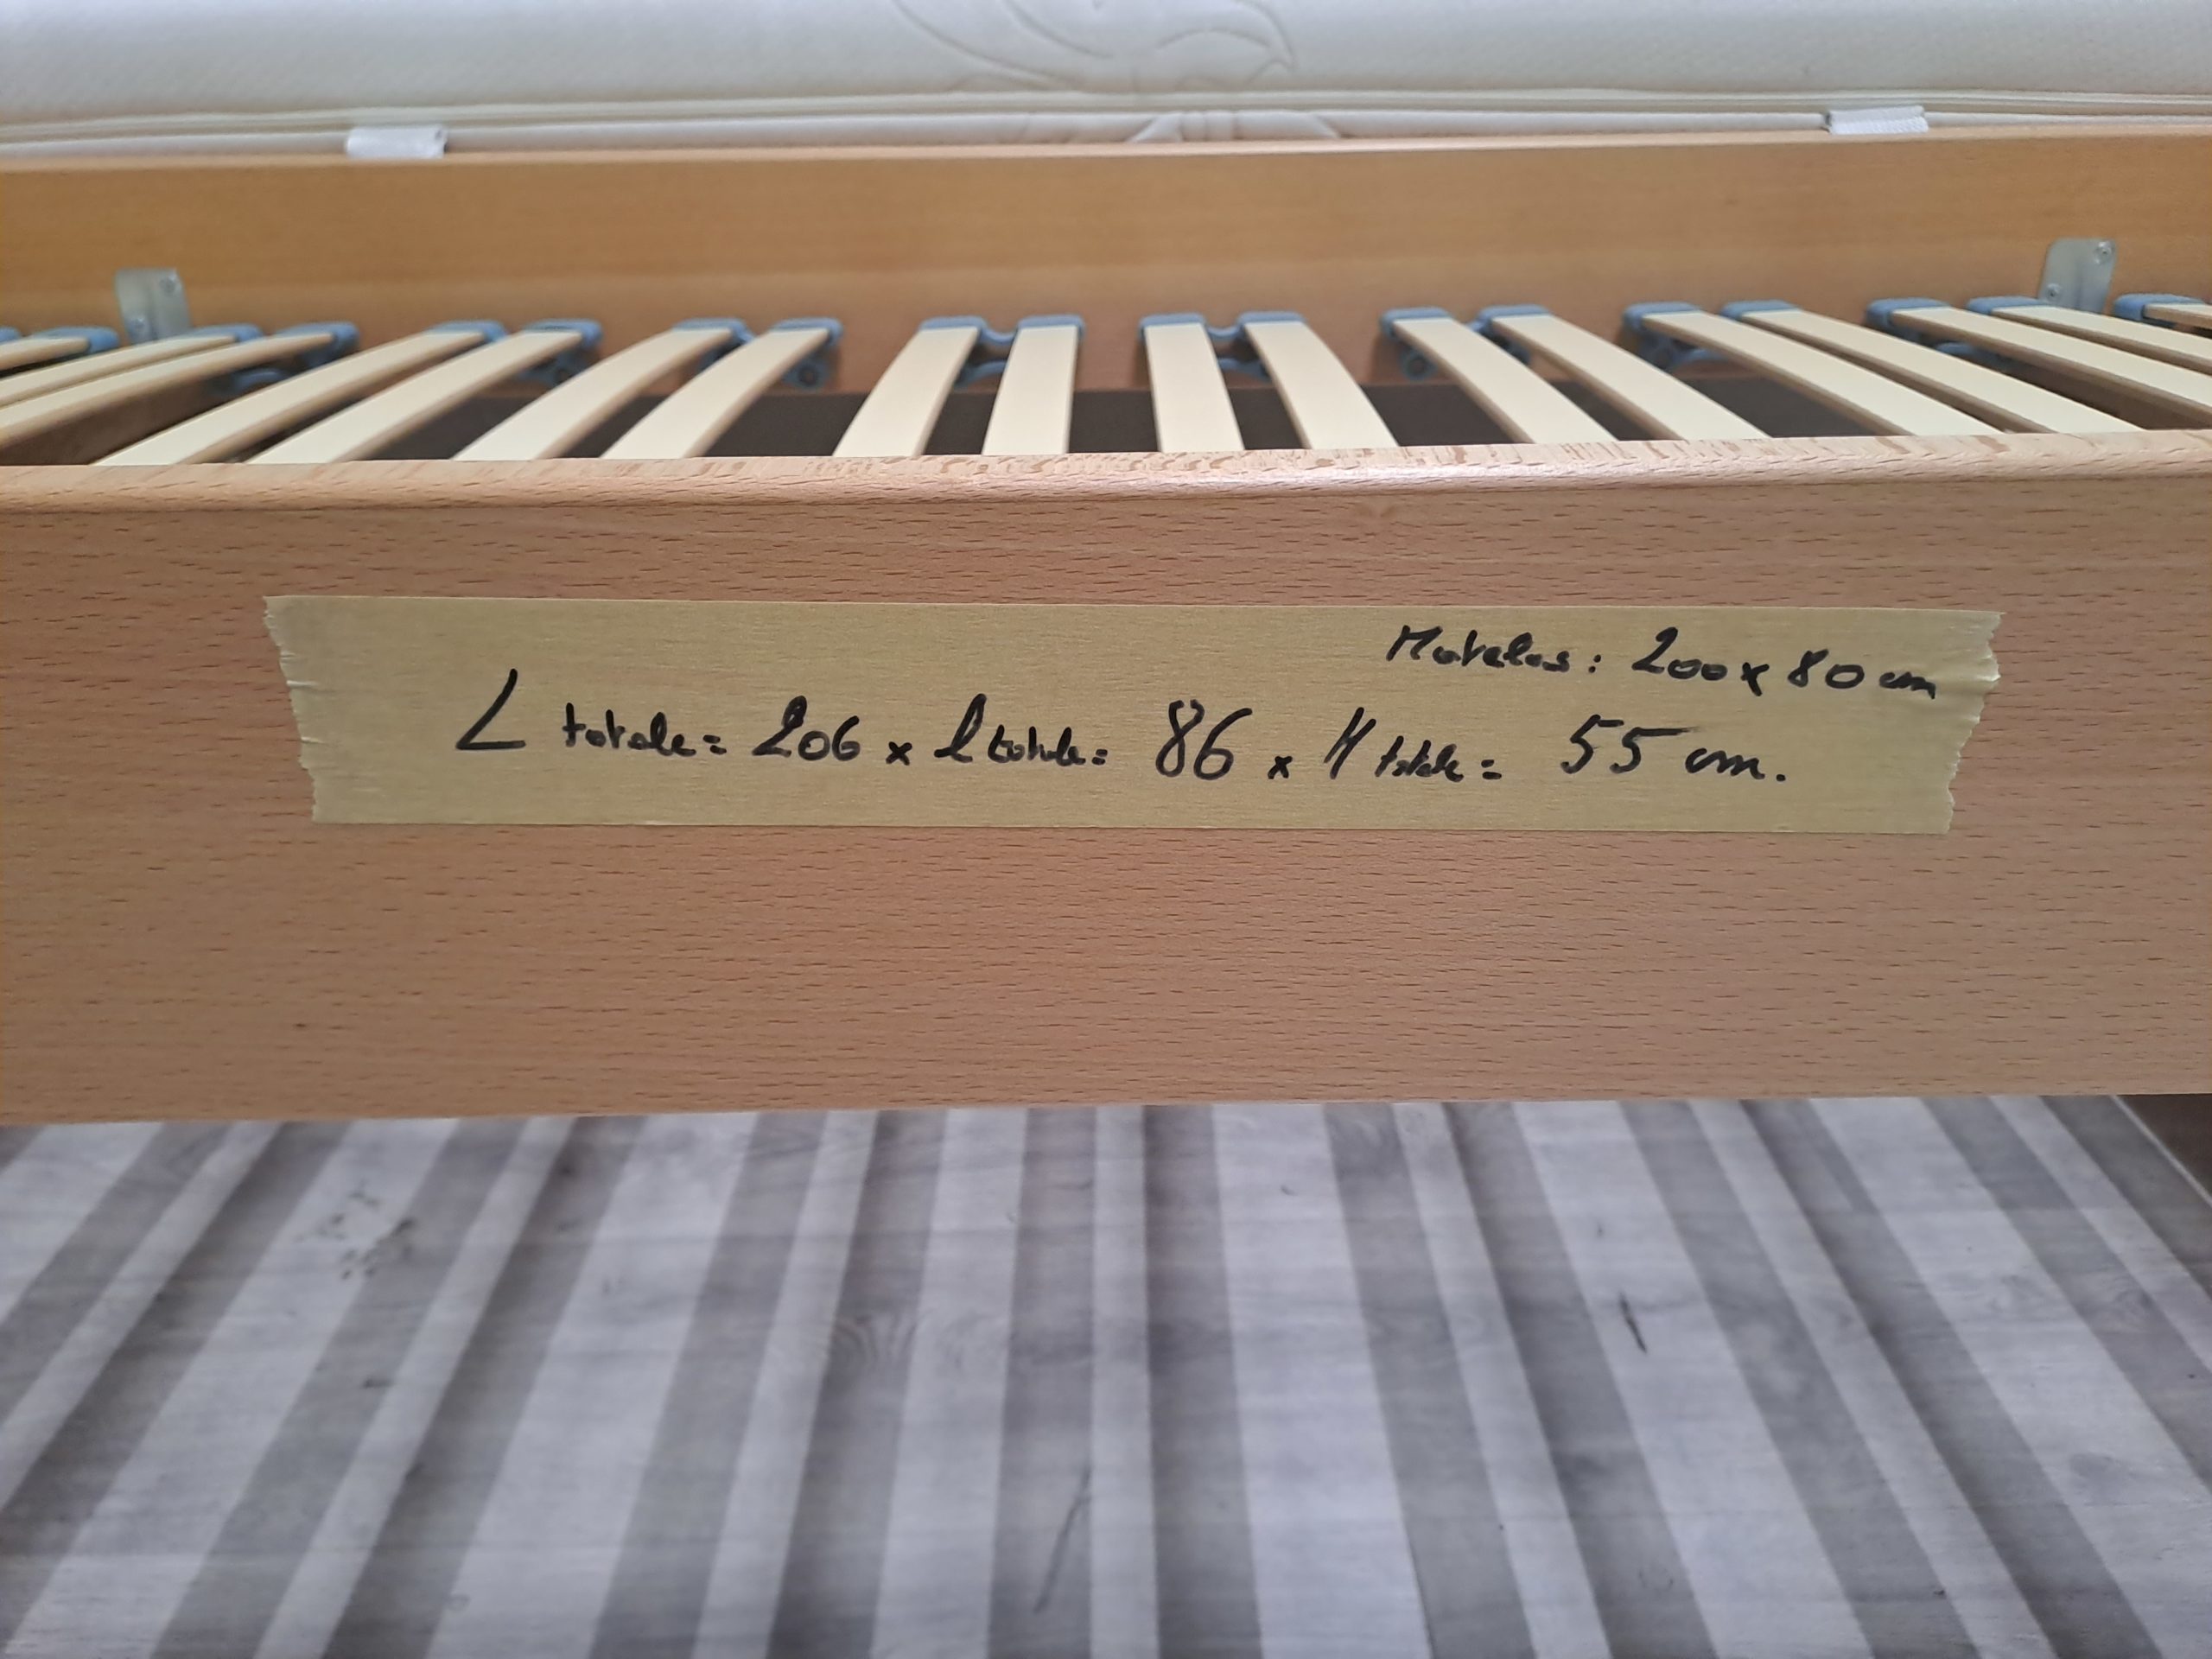 Matelas : 200 x 80 cm
L totale = 206 x l totale = 86 x H totale = 55 cm.